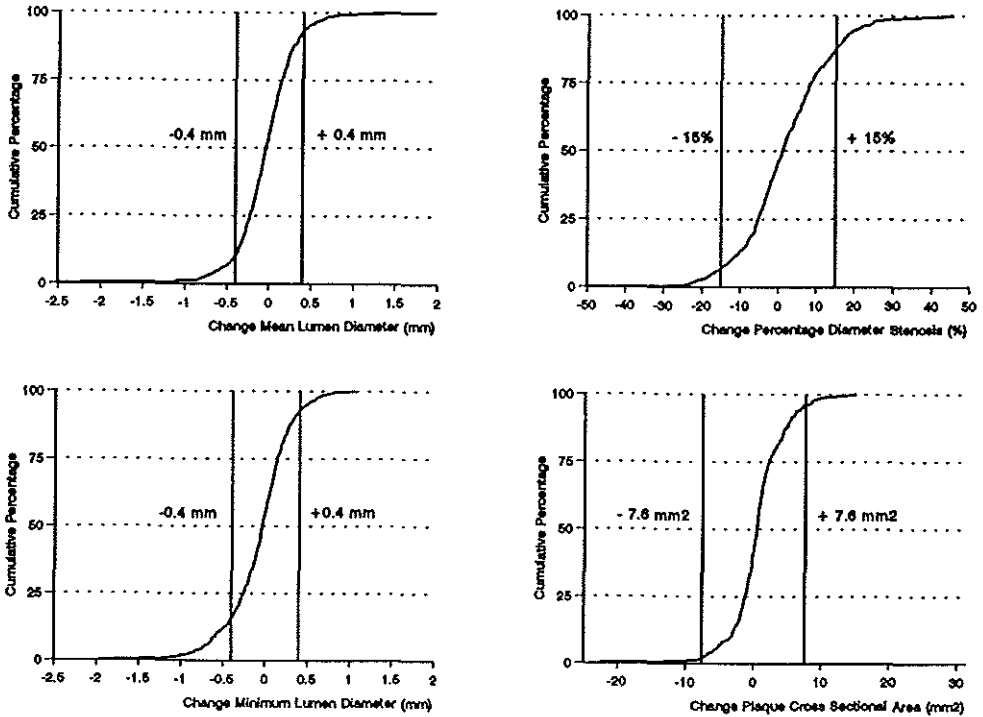 100
75
50
25
0
Cumulative Percentage
-0.4 mm
+ 0.4 mm
-2.5 -2 -1.5 -1 -0.5 0 0.5 1 1.5 2
Change Mean Lumen Diameter (mm)
100
75
50
25
0
Cumulative Percentage
- 15%
+ 15%
-50 -40 -30 -20 -10 0 10 20 30 40 50
Change Percentage Diameter Stenosis (%)
100
75
50
25
0
Cumulative Percentage
-0.4 mm
+0.4 mm
-2.5 -2 -1.5 -1 -0.5 0 0.5 1 1.5 2
Change Minimum Lumen Diameter (mm)
100
75
50
25
0
Cumulative Percentage
- 7.6 mm2
+ 7.6 mm2
-20 -10 0 10 20 30
Change Plaque Cross Sectional Area (mm2)